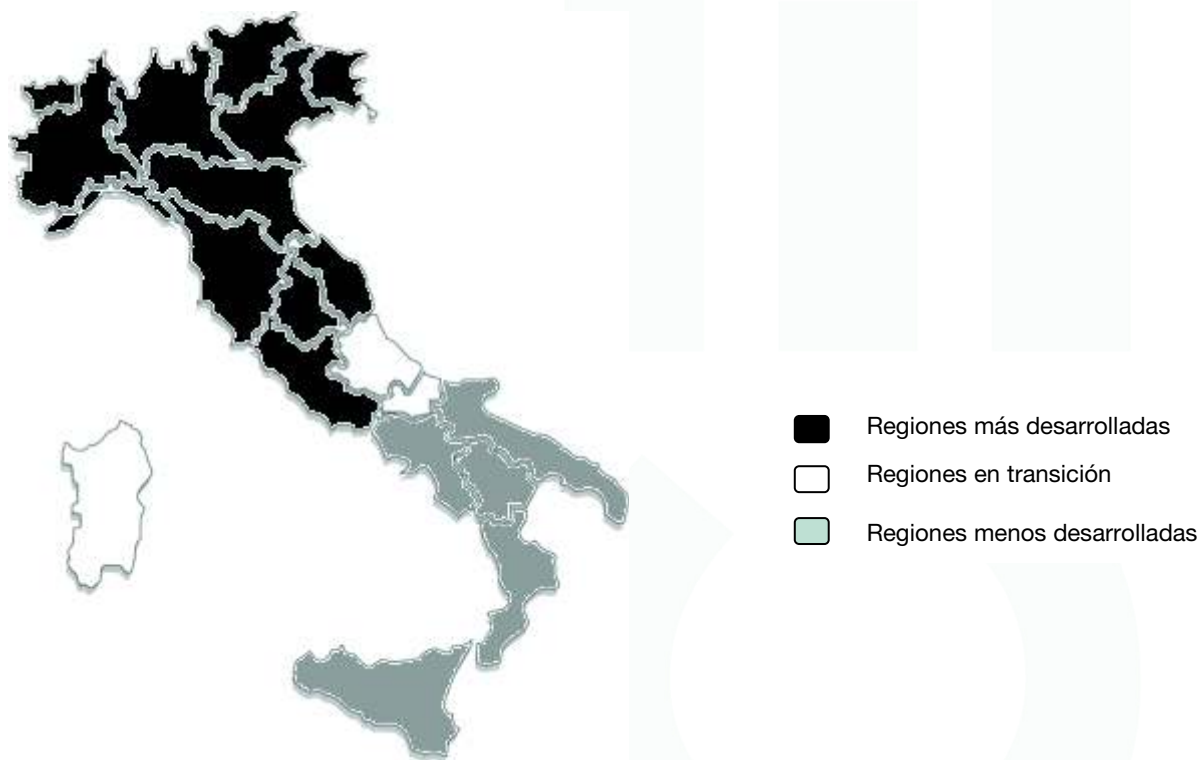 Regiones más desarrolladas
Regiones en transición
Regiones menos desarrolladas